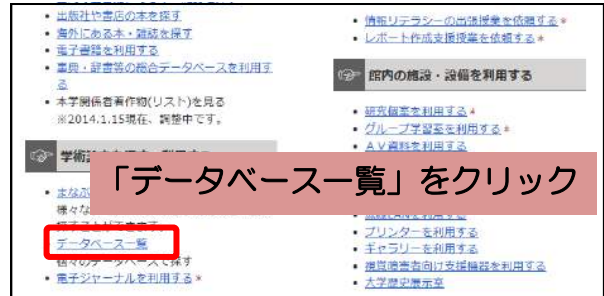 ・出版社や書店の本を探す
・海外にある本・雑誌を探す
・電子書籍を利用する
・事典・辞書等の総合データベースを利用す
る
・本学関係者著作物(リスト)を見る
※2014.1.15現在、調整中です。
学術
・まなぶ
様々な
データベース一覧
個々のデータベースで探す
・電子ジャーナルを利用する*
・情報リテラシーの出張授業を依頼する*
・レポート作成支援授業を依頼する*
館内の施設・設備を利用する
・研究個室を利用する*
・グループ学習室を利用する*
・AV資料を利用する
「データベース一覧」をクリック
・プリンターを利用する
・ギャラリーを利用する
・視覚障害者向け支援機器を利用する
・大学歴史展示室